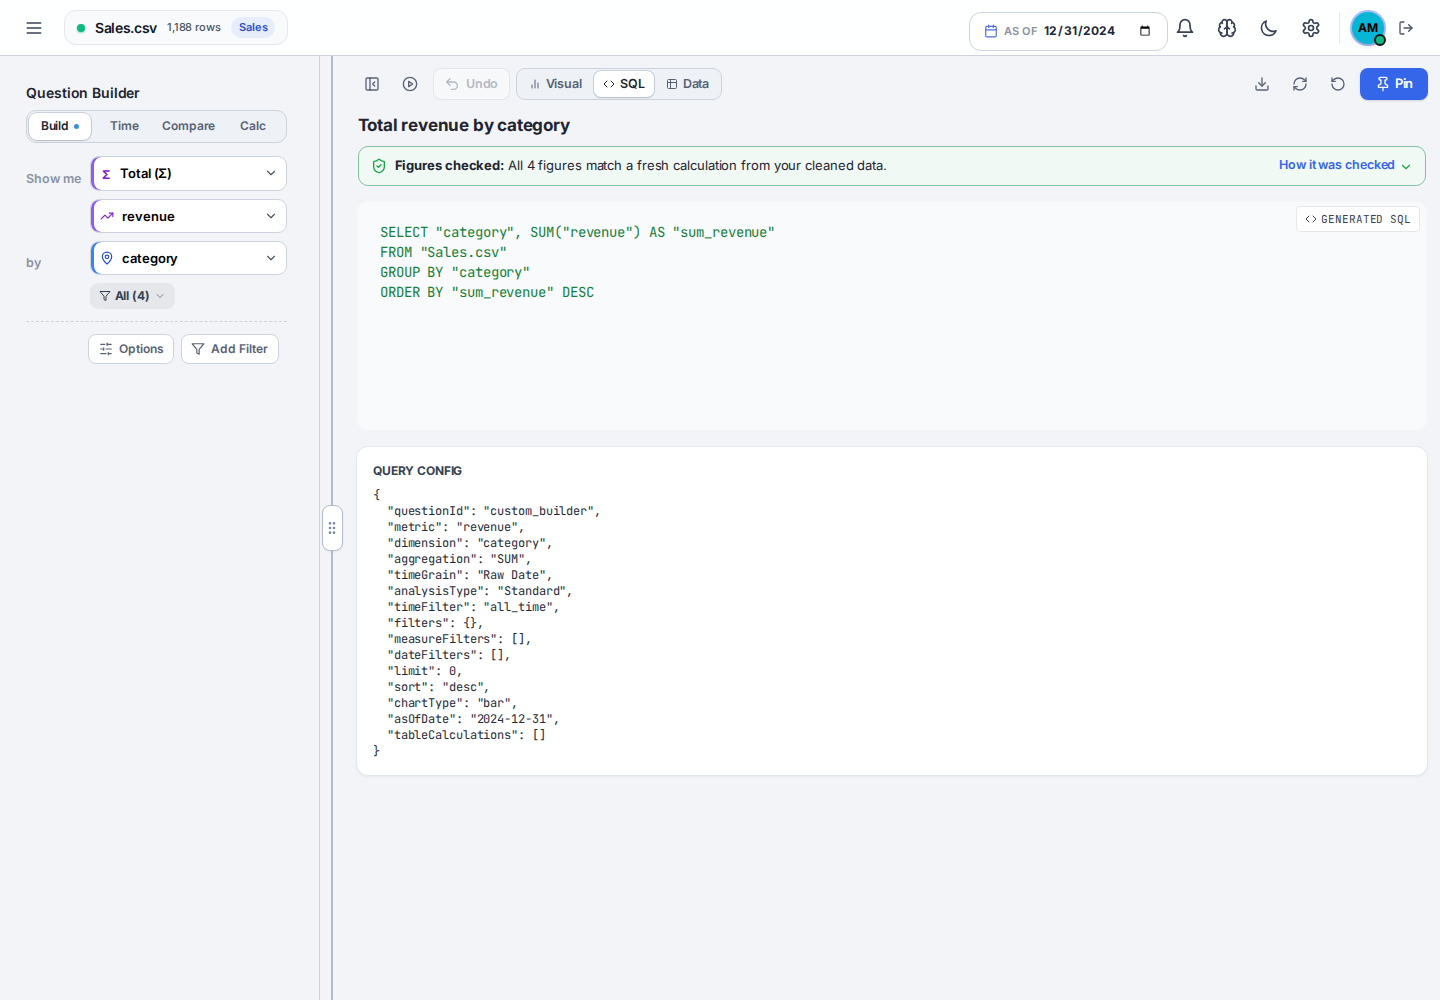 Sales.csv 1,188 rows Sales
AS OF 12/31/2024
AM
Question Builder
Build Time Compare Calc
Show me Σ Total (Σ)
revenue
by category
All (4)
Options Add Filter
Undo Visual SQL Data Pin
Total revenue by category
Figures checked: All 4 figures match a fresh calculation from your cleaned data. How it was checked
GENERATED SQL
SELECT "category", SUM("revenue") AS "sum_revenue"
FROM "Sales.csv"
GROUP BY "category"
ORDER BY "sum_revenue" DESC
QUERY CONFIG
{
"questionId": "custom_builder",
"metric": "revenue",
"dimension": "category",
"aggregation": "SUM",
"timeGrain": "Raw Date",
"analysisType": "Standard",
"timeFilter": "all_time",
"filters": {},
"measureFilters": [],
"dateFilters": [],
"limit": 0,
"sort": "desc",
"chartType": "bar",
"asOfDate": "2024-12-31",
"tableCalculations": []
}